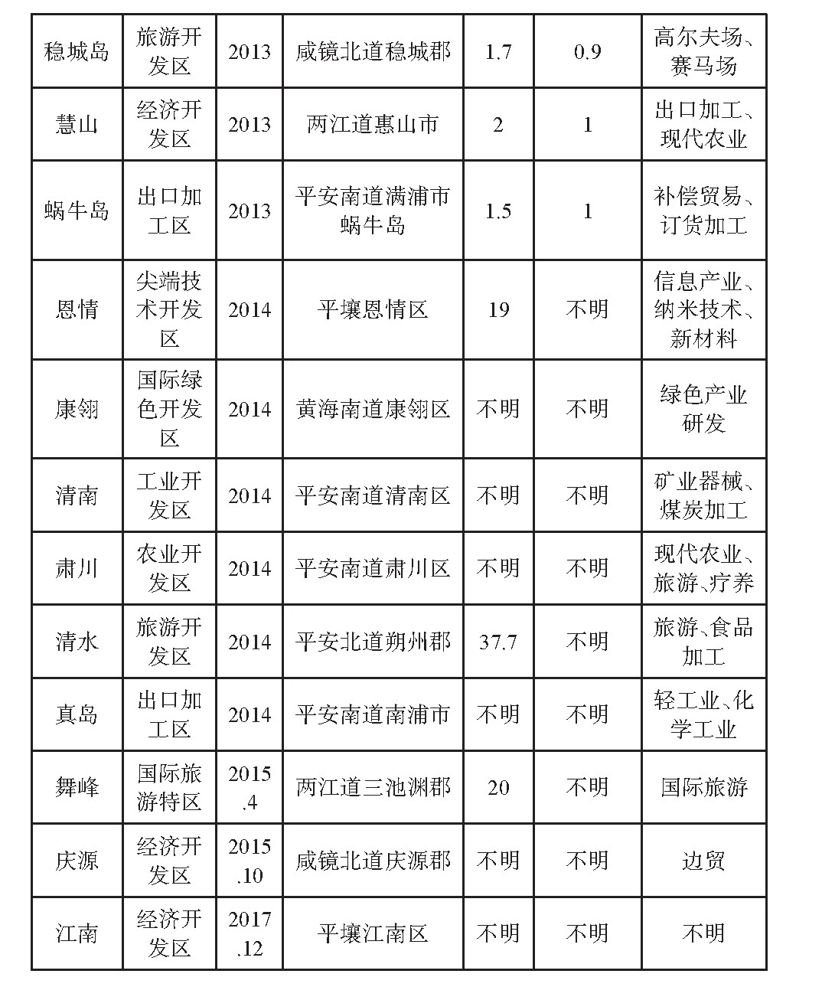 稳城岛 旅游开发区 2013 咸镜北道稳城郡 1.7 0.9 高尔夫场、赛马场
慧山 经济开发区 2013 两江道惠山市 2 1 出口加工、现代农业
蜗牛岛 出口加工区 2013 平安南道满浦市蜗牛岛 1.5 1 补偿贸易、订货加工
恩情 尖端技术开发区 2014 平壤恩情区 19 不明 信息产业、纳米技术、新材料
康翎 国际绿色开发区 2014 黄海南道康翎区 不明 不明 绿色产业研发
清南 工业开发区 2014 平安南道清南区 不明 不明 矿业器械、煤炭加工
肃川 农业开发区 2014 平安南道肃川区 不明 不明 现代农业、旅游、疗养
清水 旅游开发区 2014 平安北道朔州郡 37.7 不明 旅游、食品加工
真岛 出口加工区 2014 平安南道南浦市 不明 不明 轻工业、化学工业
舞峰 国际旅游特区 2015.4 两江道三池渊郡 20 不明 国际旅游
庆源 经济开发区 2015.10 咸镜北道庆源郡 不明 不明 边贸
江南 经济开发区 2017.12 平壤江南区 不明 不明 不明